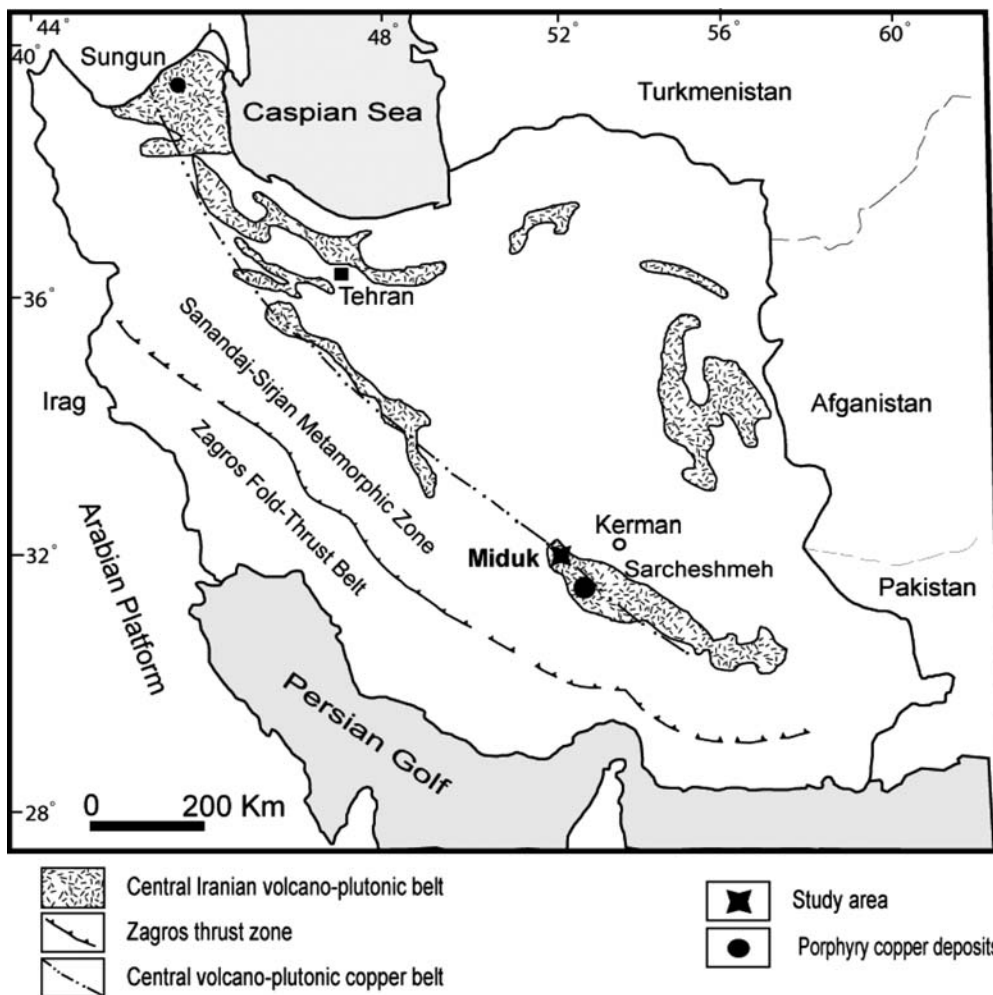 44
48
52°
56°
60°
40°
Sungun
Caspian Sea
Turkmenistan
36°
Tehran
Sanandaj-Sirjan Metamorphic Zone
Irag
Afganistan
Zagros Fold-Thrust Belt
Arabian Platform
Kerman
32°
Miduk
Sarcheshmeh
Pakistan
Persian Golf
0 200 Km
28°
Central Iranian volcano-plutonic belt
Study area
Zagros thrust zone
Porphyry copper deposits
Central volcano-plutonic copper belt